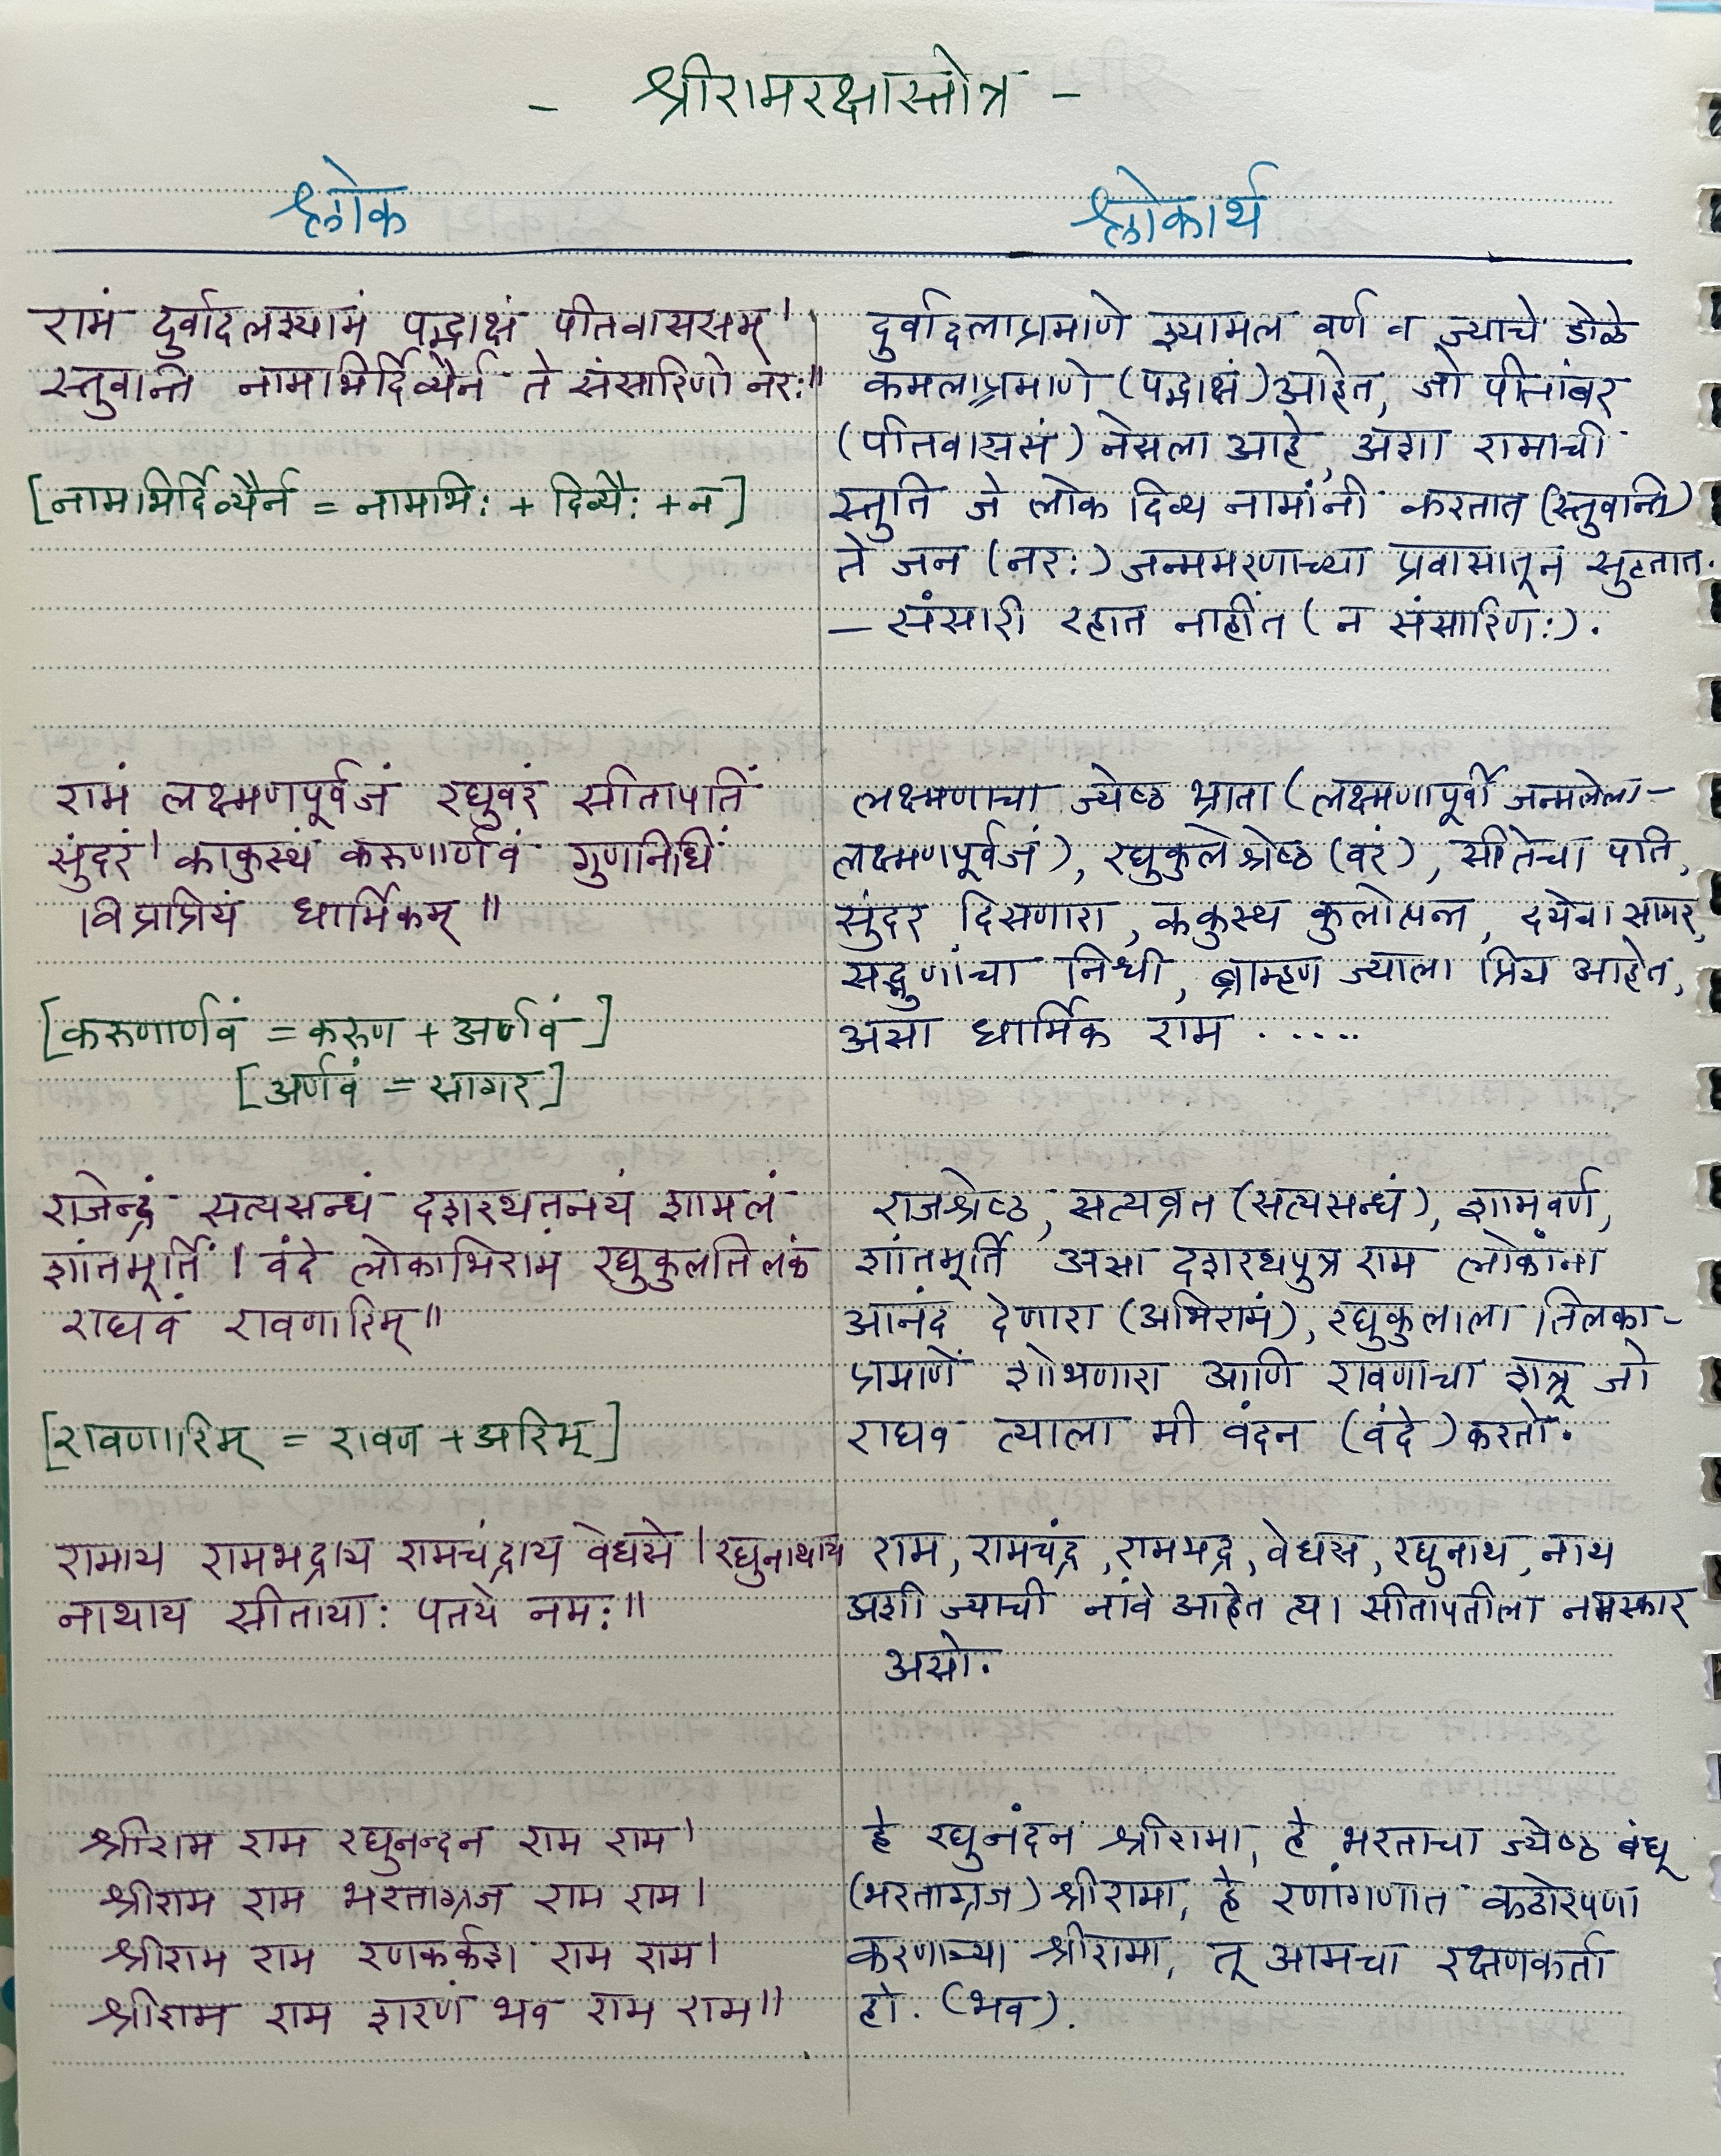 - श्रीरामरक्षास्तोत्र -
श्लोक
श्लोकार्थ
रामं दुर्वादलश्यामं पद्माक्षं पीतवाससम् ।
स्तुवान्ति नामाभिर्दिव्यैर्न ते संसारिणो नरः॥
[नामाभिर्दिव्यैर्न = नामभिः + दिव्यैः + न]
दुर्वादलाप्रमाणे श्यामल वर्ण व ज्याचे डोळे
कमलाप्रमाणे (पद्माक्षं) आहेत, जो पीतांबर
(पीतवाससं) नेसला आहे, अशा रामाची
स्तुति जे लोक दिव्य नामांनी करतात (स्तुवान्ति)
ते जन (नरः) जन्ममरणाच्या प्रवासातून सुटतात.
— संसारी रहात नाहींत (न संसारिणः).
रामं लक्ष्मणपूर्वजं रघुवरं सीतापतिं
सुंदरं । काकुस्थं करुणार्णवं गुणनिधिं
विप्रप्रियं धार्मिकम् ॥
[करुणार्णवं = करुण + अर्णवं]
[अर्णवं = सागर]
लक्ष्मणाचा ज्येष्ठ भ्राता (लक्ष्मणापूर्वी जन्मलेला-
लक्ष्मणपूर्वजं), रघुकुले श्रेष्ठ (वरं), सीतेचा पति,
सुंदर दिसणारा, ककुस्थ कुलोत्पन्न, दयेचा सागर,
सद्गुणांचा निधी, ब्राम्हण ज्याला प्रिय आहेत,
असा धार्मिक राम ......
राजेन्द्रं सत्यसन्धं दशरथतनयं शामलं
शांतमूर्तिं । वंदे लोकाभिरामं रघुकुलतिलकं
राघवं रावणारिम् ॥
[रावणारिम् = रावण + अरिम्]
राजश्रेष्ठ, सत्यव्रत (सत्यसन्धं), शामवर्ण,
शांतमूर्ति असा दशरथपुत्र राम लोकांना
आनंद देणारा (अभिरामं), रघुकुलाला तिलका-
प्रमाणें शोभणारा आणि रावणाचा शत्रू जो
राघव त्याला मी वंदन (वंदे) करतो.
रामाय रामभद्राय रामचंद्राय वेधसे । रघुनाथाय
नाथाय सीतायाः पतये नमः॥
राम, रामचंद्र, रामभद्र, वेधस, रघुनाथ, नाथ
अशी ज्याची नांवे आहेत त्या सीतापतीला नमस्कार
असो.
श्रीराम राम रघुनन्दन राम राम ।
श्रीराम राम भरताग्रज राम राम ।
श्रीराम राम रणकर्कश राम राम ।
श्रीराम राम शरणं भव राम राम ॥
हे रघुनंदन श्रीरामा, हे भरताचा ज्येष्ठ बंधू
(भरताग्रज) श्रीरामा, हे रणांगणात कठोरपणा
करणाऱ्या श्रीरामा, तू आमचा रक्षणकर्ता
हो. (भव).